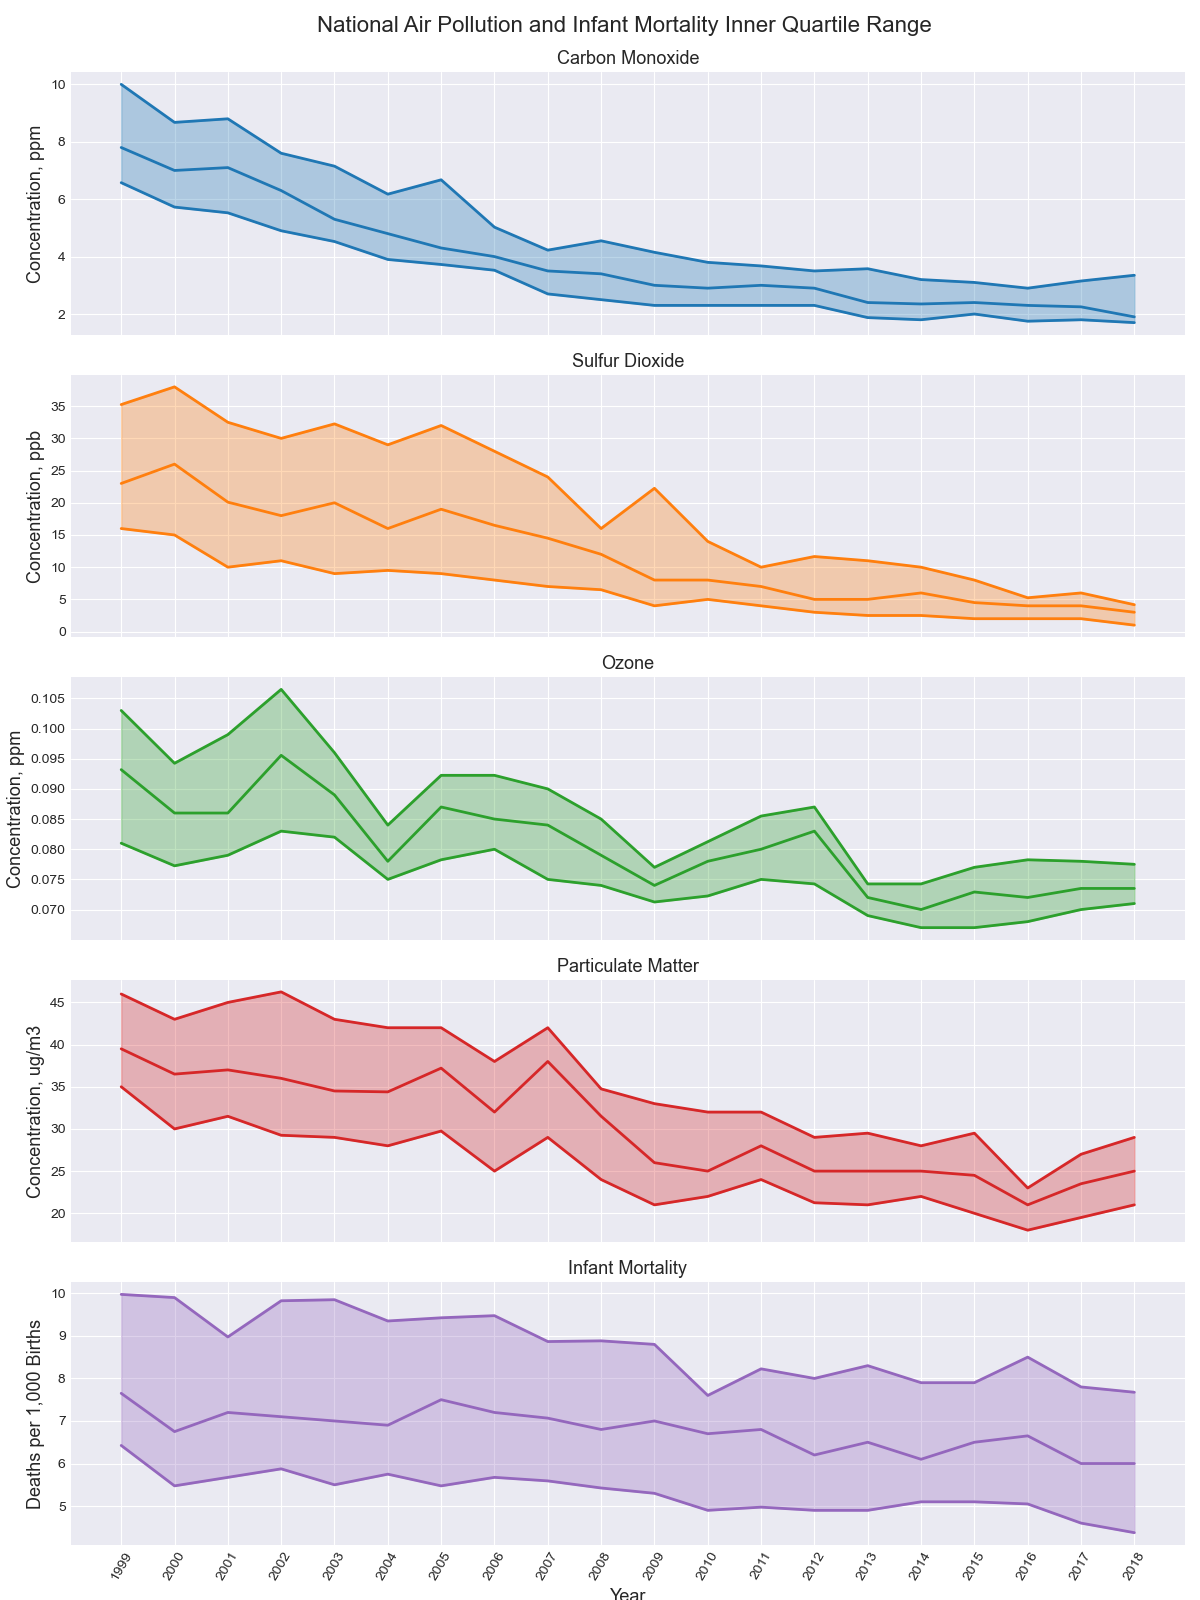 National Air Pollution and Infant Mortality Inner Quartile Range
Carbon Monoxide
Concentration, ppm
10
8
6
4
2
Sulfur Dioxide
Concentration, ppb
35
30
25
20
15
10
5
0
Ozone
Concentration, ppm
0.105
0.100
0.095
0.090
0.085
0.080
0.075
0.070
Particulate Matter
Concentration, ug/m3
45
40
35
30
25
20
Infant Mortality
Deaths per 1,000 Births
10
9
8
7
6
5
1999 2000 2001 2002 2003 2004 2005 2006 2007 2008 2009 2010 2011 2012 2013 2014 2015 2016 2017 2018
Year